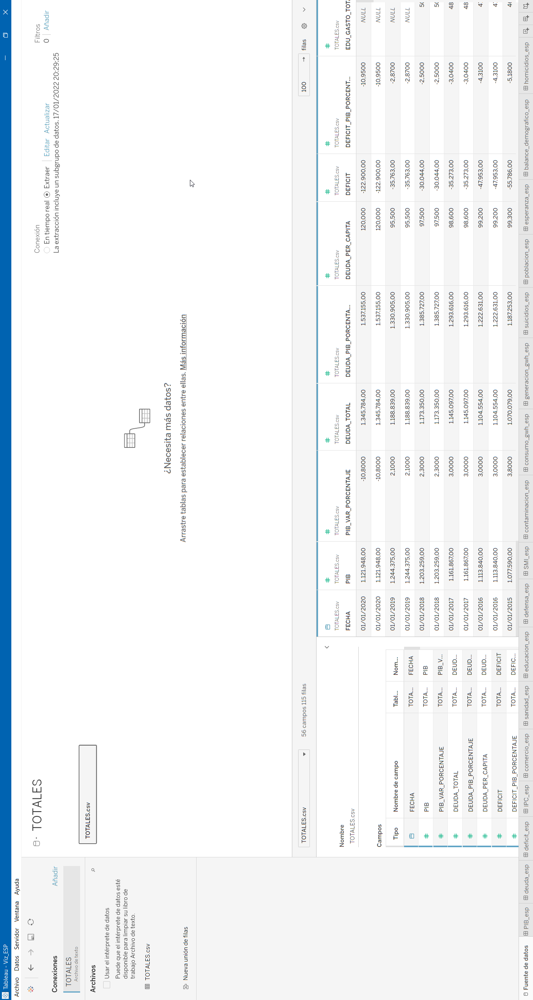 Tableau - Viz_ESP
Archivo Datos Servidor Ventana Ayuda
Conexiones Añadir
TOTALES
Archivo de texto
Archivos
Usar el intérprete de datos
Puede que el intérprete de datos esté
disponible para limpiar su libro de
trabajo Archivo de texto.
TOTALES.csv
Nueva unión de filas
TOTALES
Conexión
En tiempo real Extraer Editar Actualizar
La extracción incluye un subgrupo de datos. 17/01/2022 20:29:25
Filtros
0 Añadir
TOTALES.csv
¿Necesita más datos?
Arrastre tablas para establecer relaciones entre ellas. Más información
TOTALES.csv 56 campos 115 filas 100 → filas
Nombre
TOTALES.csv
Campos
Tipo Nombre de campo Tabl... Nom...
FECHA TOTA... FECHA
PIB TOTA... PIB
PIB_VAR_PORCENTAJE TOTA... PIB_V...
DEUDA_TOTAL TOTA... DEUD...
DEUDA_PIB_PORCENTAJE TOTA... DEUD...
DEUDA_PER_CAPITA TOTA... DEUD...
DEFICIT TOTA... DEFICIT
DEFICIT_PIB_PORCENTAJE TOTA... DEFIC...
# # # # # # # #
TOTALES.csv TOTALES.csv TOTALES.csv TOTALES.csv TOTALES.csv TOTALES.csv TOTALES.csv TOTALES.csv TOTALES.csv
FECHA PIB PIB_VAR_PORCENTAJE DEUDA_TOTAL DEUDA_PIB_PORCENTA... DEUDA_PER_CAPITA DEFICIT DEFICIT_PIB_PORCENT... EDU_GASTO_TOTA
01/01/2020 1.121.948,00 -10,8000 1.345.784,00 1.537.155,00 120,000 -122.900,00 -10,9500 NULL
01/01/2020 1.121.948,00 -10,8000 1.345.784,00 1.537.155,00 120,000 -122.900,00 -10,9500 NULL
01/01/2019 1.244.375,00 2,1000 1.188.839,00 1.330.905,00 95,500 -35.763,00 -2,8700 NULL
01/01/2019 1.244.375,00 2,1000 1.188.839,00 1.330.905,00 95,500 -35.763,00 -2,8700 NULL
01/01/2018 1.203.259,00 2,3000 1.173.350,00 1.385.727,00 97,500 -30.044,00 -2,5000 50
01/01/2018 1.203.259,00 2,3000 1.173.350,00 1.385.727,00 97,500 -30.044,00 -2,5000 50
01/01/2017 1.161.867,00 3,0000 1.145.097,00 1.293.616,00 98,600 -35.273,00 -3,0400 48
01/01/2017 1.161.867,00 3,0000 1.145.097,00 1.293.616,00 98,600 -35.273,00 -3,0400 48
01/01/2016 1.113.840,00 3,0000 1.104.554,00 1.222.631,00 99,200 -47.953,00 -4,3100 47
01/01/2016 1.113.840,00 3,0000 1.104.554,00 1.222.631,00 99,200 -47.953,00 -4,3100 47
01/01/2015 1.077.590,00 3,8000 1.070.079,00 1.187.253,00 99,300 -55.786,00 -5,1800 46
Fuente de datos PIB_esp deuda_esp deficit_esp IPC_esp comercio_esp sanidad_esp educacion_esp defensa_esp SMI_esp contaminacion_esp consumo_gwh_esp generacion_gwh_esp suicidios_esp poblacion_esp esperanza_esp balance_demografico_esp homicidios_esp